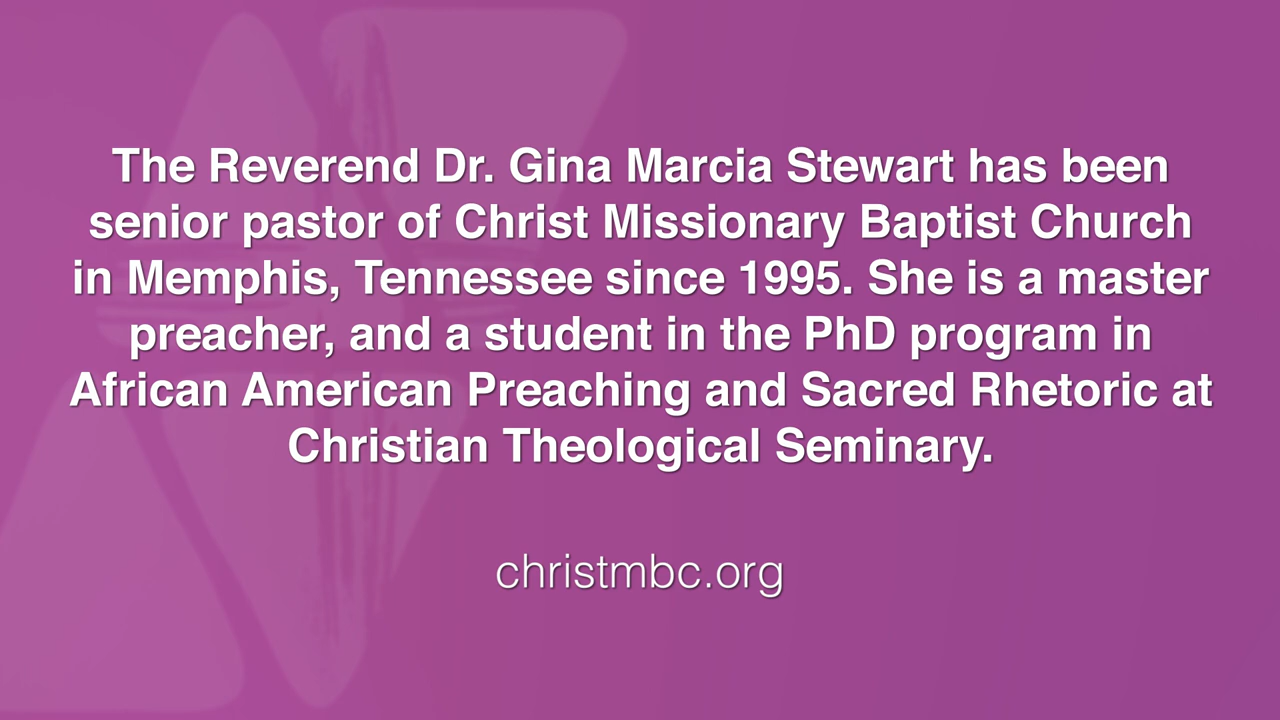 The Reverend Dr. Gina Marcia Stewart has been
senior pastor of Christ Missionary Baptist Church
in Memphis, Tennessee since 1995. She is a master
preacher, and a student in the PhD program in
African American Preaching and Sacred Rhetoric at
Christian Theological Seminary.
christmbc.org